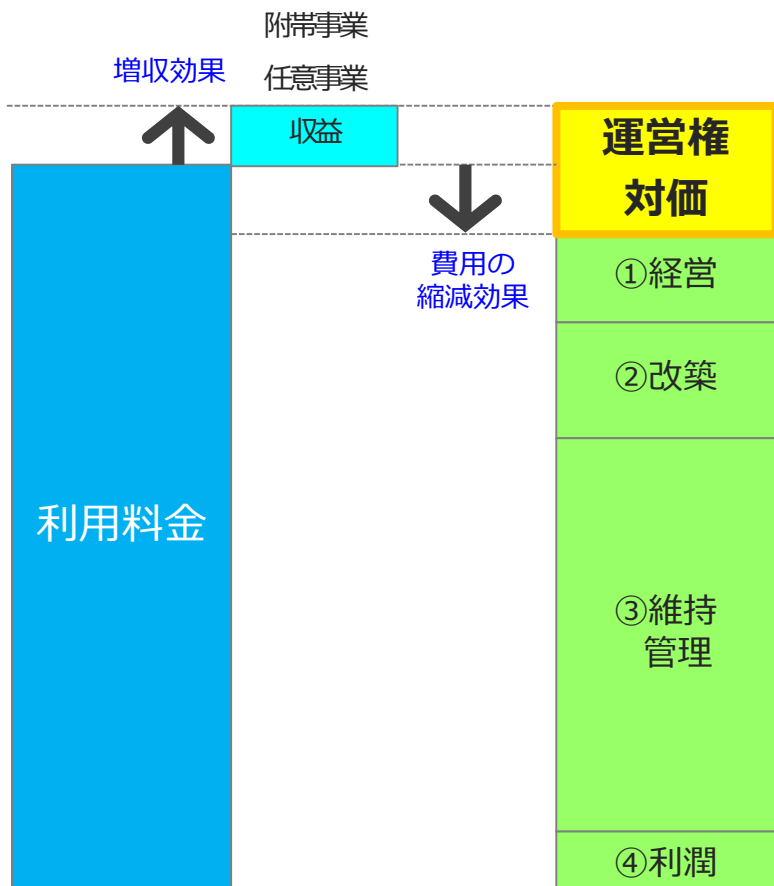 附帯事業
任意事業
増収効果
収益
運営権
対価
費用の
縮減効果
①経営
②改築
利用料金
③維持
管理
④利潤